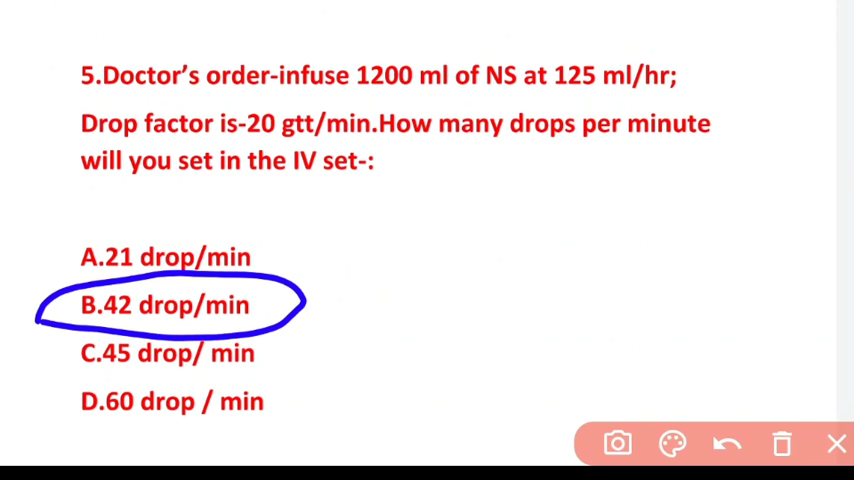 5.Doctor’s order-infuse 1200 ml of NS at 125 ml/hr;
Drop factor is-20 gtt/min.How many drops per minute
will you set in the IV set-:
A.21 drop/min
B.42 drop/min
C.45 drop/ min
D.60 drop / min